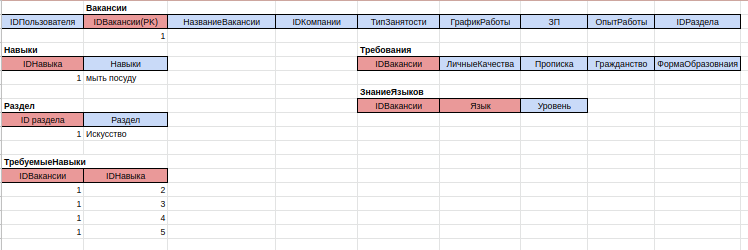 Вакансии
IDПользователя IDВакансии(PK) НазваниеВакансии IDКомпании ТипЗанятости ГрафикРаботы ЗП ОпытРаботы IDРаздела
1
Навыки Требования
IDНавыка Навыки IDВакансии ЛичныеКачества Прописка Гражданство ФормаОбразовнаия
1 мыть посуду
ЗнаниеЯзыков
Раздел IDВакансии Язык Уровень
ID раздела Раздел
1 Искусство
ТребуемыеНавыки
IDВакансии IDНавыка
1 2
1 3
1 4
1 5